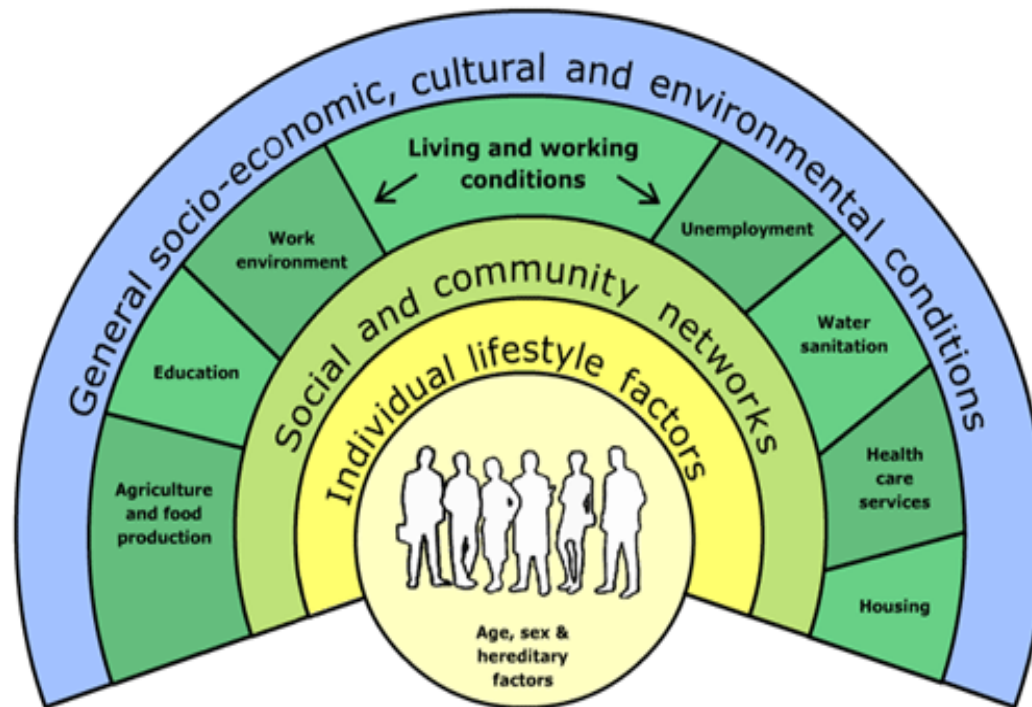 General socio-economic, cultural and environmental conditions
Living and working
conditions
Work
environment
Unemployment
Education
Water
sanitation
Agriculture
and food
production
Health
care
services
Housing
Social and community networks
Individual lifestyle factors
Age, sex &
hereditary
factors